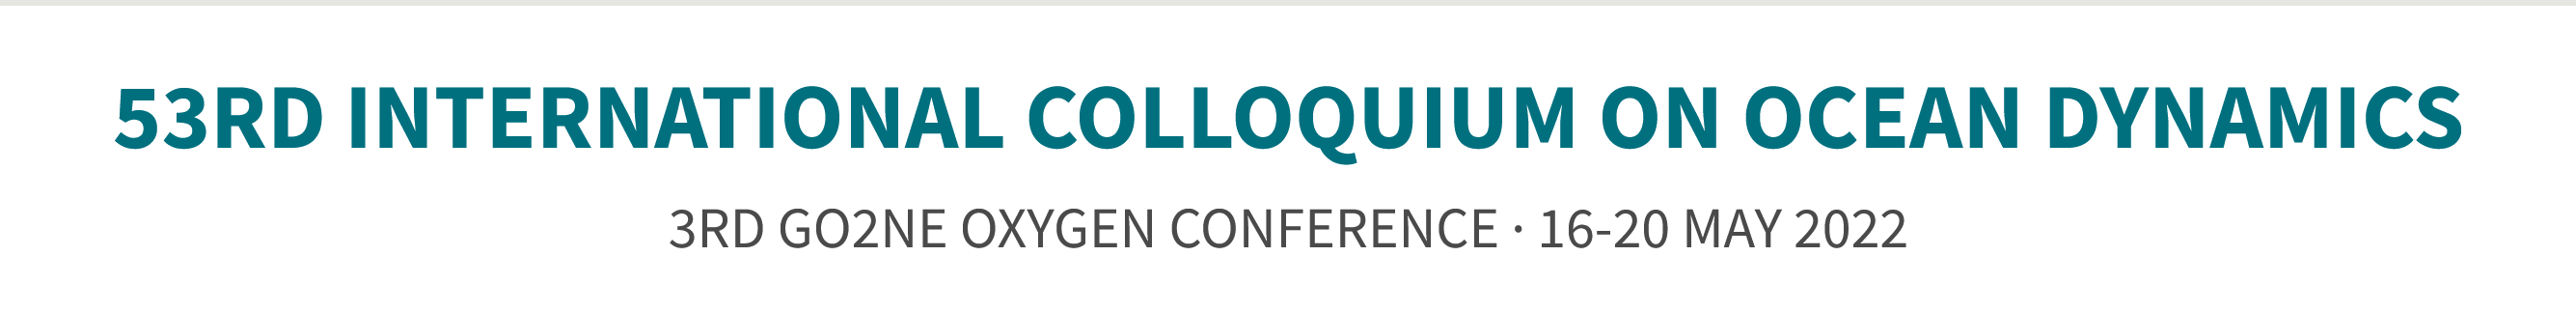 53RD INTERNATIONAL COLLOQUIUM ON OCEAN DYNAMICS
3RD GO2NE OXYGEN CONFERENCE · 16-20 MAY 2022